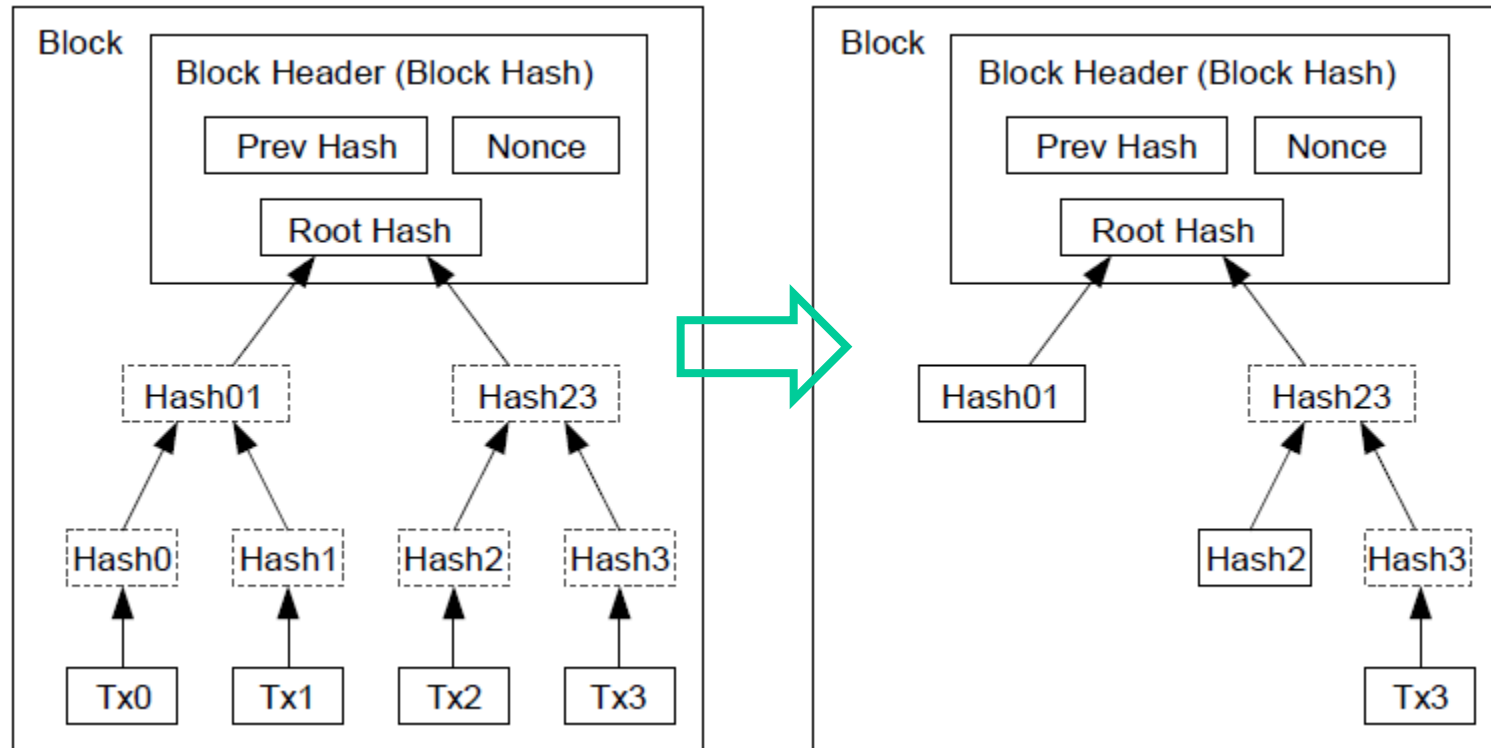 Block
Block Header (Block Hash)
Prev Hash
Nonce
Root Hash
Hash01
Hash23
Hash0
Hash1
Hash2
Hash3
Tx0
Tx1
Tx2
Tx3
Block
Block Header (Block Hash)
Prev Hash
Nonce
Root Hash
Hash01
Hash23
Hash2
Hash3
Tx3